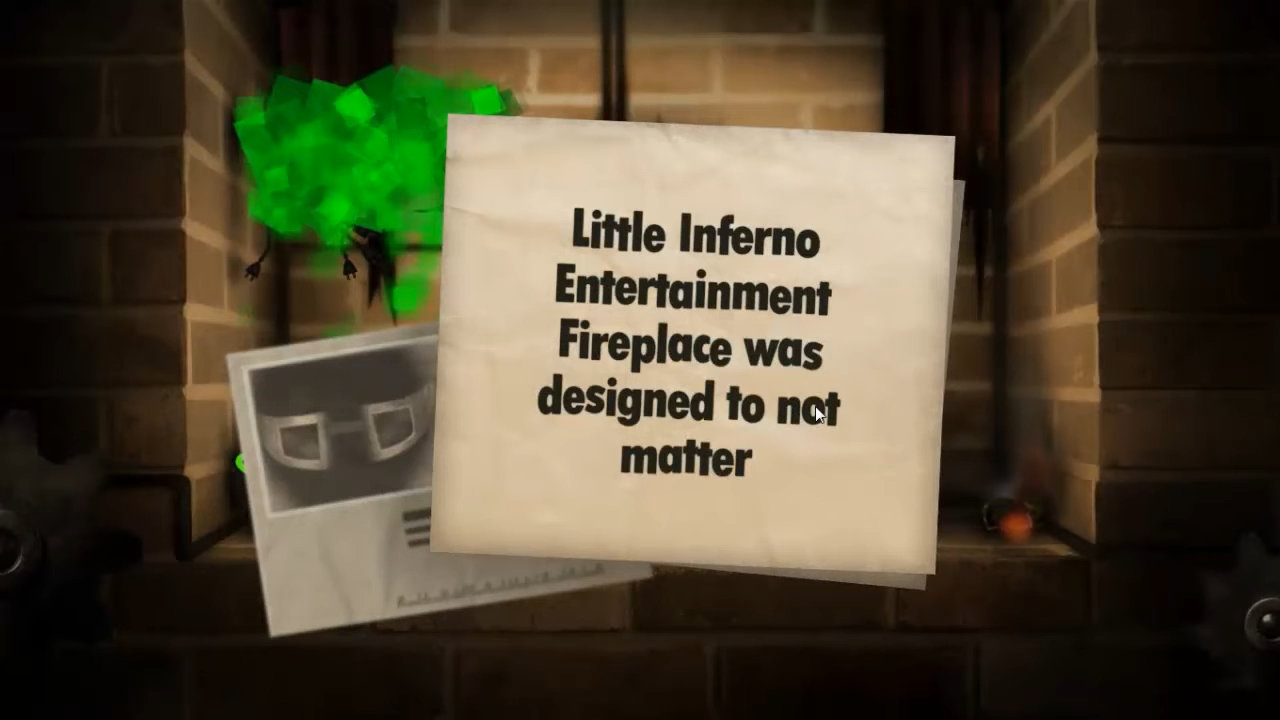 Little Inferno
Entertainment
Fireplace was
designed to not
matter